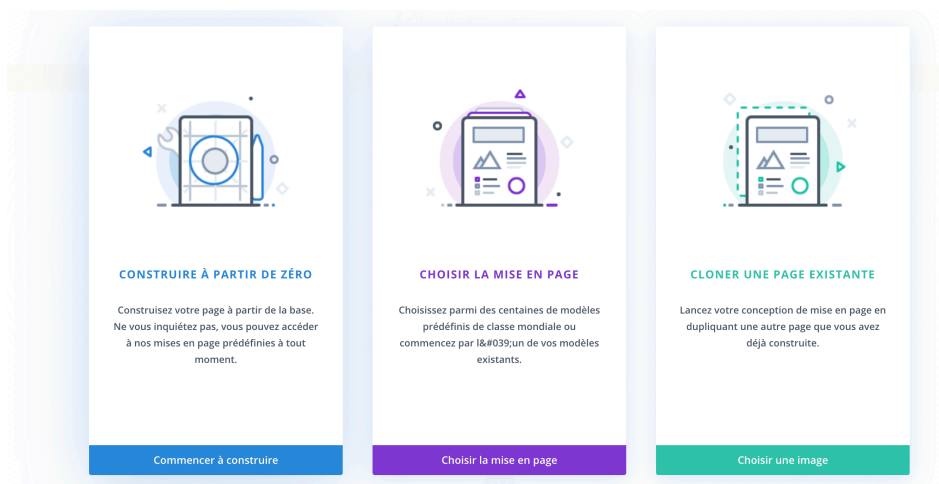 CONSTRUIRE À PARTIR DE ZÉRO
Construisez votre page à partir de la base.
Ne vous inquiétez pas, vous pouvez accéder
à nos mises en page prédéfinies à tout
moment.
Commencer à construire
CHOISIR LA MISE EN PAGE
Choisissez parmi des centaines de modèles
prédéfinis de classe mondiale ou
commencez par l&#039;un de vos modèles
existants.
Choisir la mise en page
CLONER UNE PAGE EXISTANTE
Lancez votre conception de mise en page en
dupliquant une autre page que vous avez
déjà construite.
Choisir une image